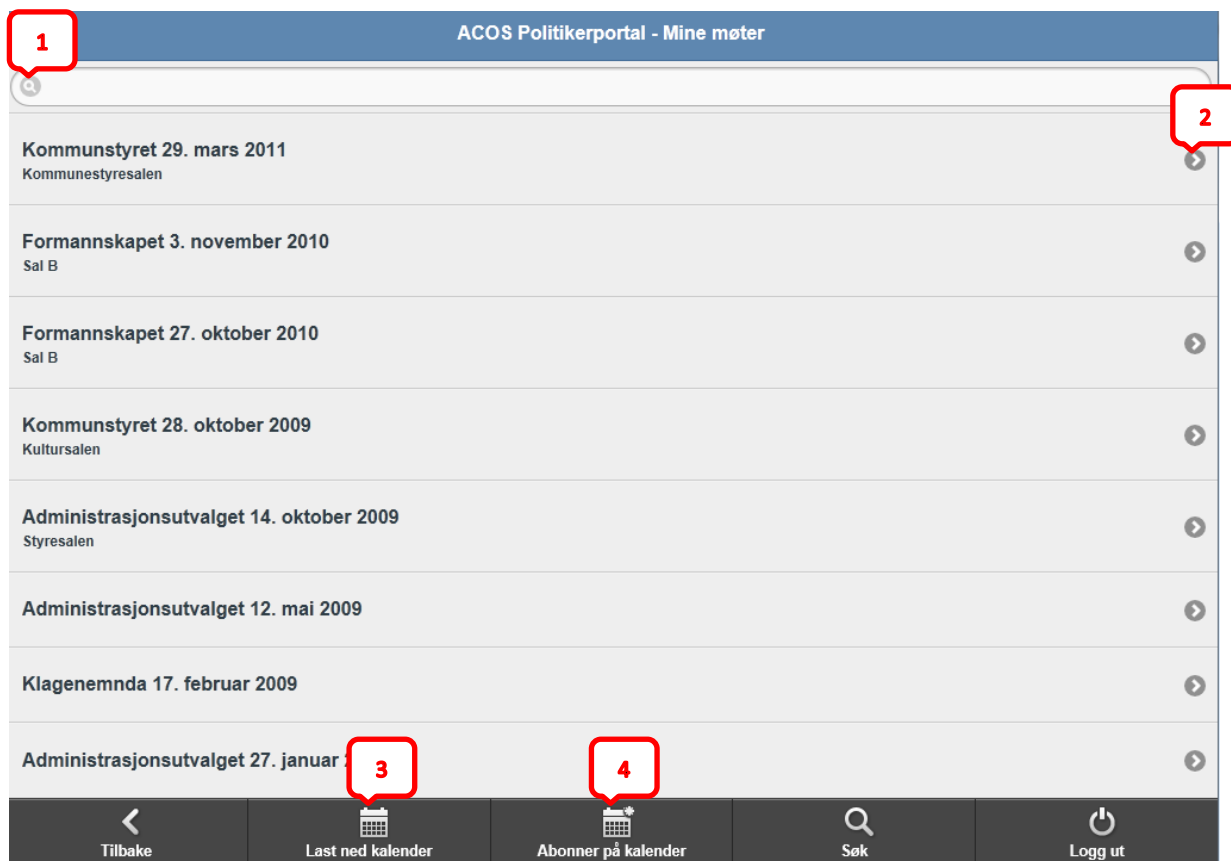 1
ACOS Politikerportal - Mine møter
2
Kommunstyret 29. mars 2011
Kommunestyresalen
Formannskapet 3. november 2010
Sal B
Formannskapet 27. oktober 2010
Sal B
Kommunstyret 28. oktober 2009
Kultursalen
Administrasjonsutvalget 14. oktober 2009
Styresalen
Administrasjonsutvalget 12. mai 2009
Klagenemnda 17. februar 2009
Administrasjonsutvalget 27. januar
3
4
Tilbake
Last ned kalender
Abonner på kalender
Søk
Logg ut